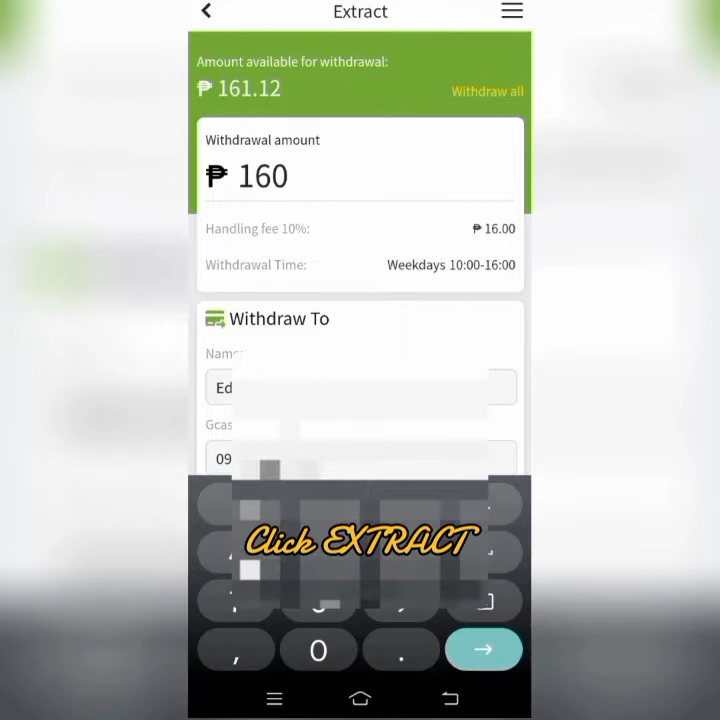 Extract
Amount available for withdrawal:
₱ 161.12
Withdraw all
Withdrawal amount
₱ 160
Handling fee 10%:
₱ 16.00
Withdrawal Time:
Weekdays 10:00-16:00
Withdraw To
Name
Ed
Gcas
09
Click EXTRACT
, 0 . →